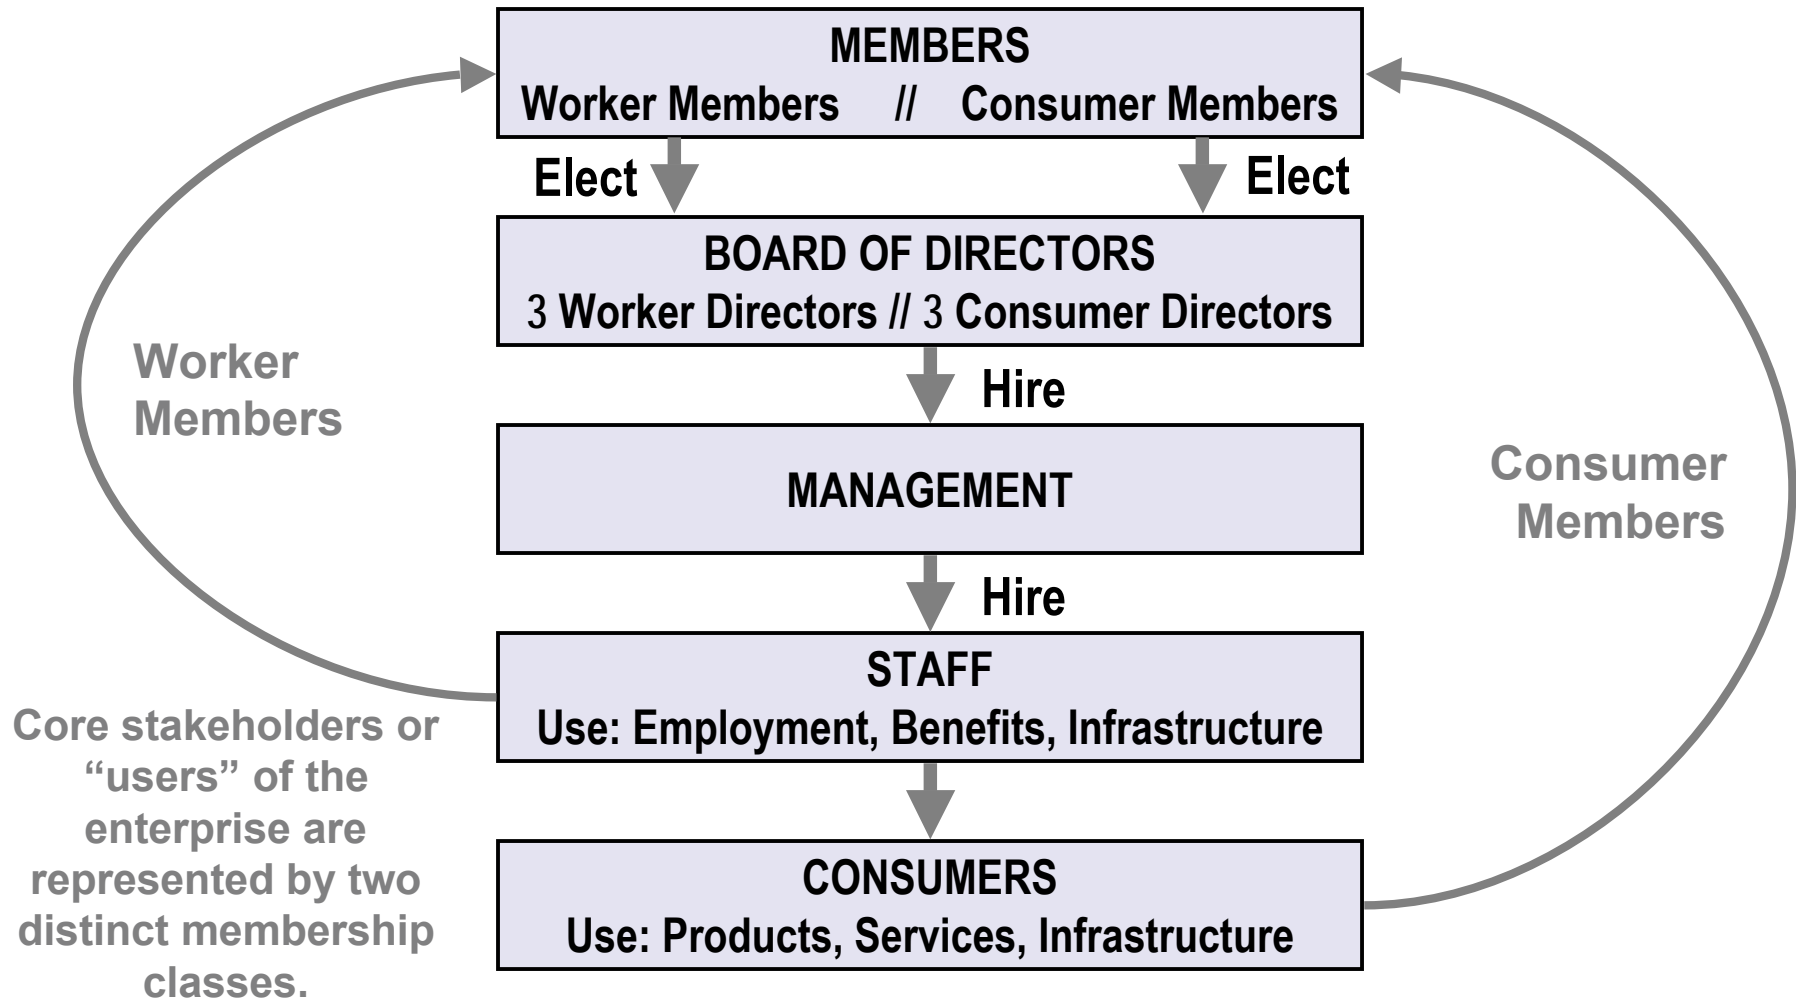 MEMBERS
Worker Members // Consumer Members
Elect
Elect
BOARD OF DIRECTORS
3 Worker Directors // 3 Consumer Directors
Hire
Worker
Members
MANAGEMENT
Consumer
Members
Hire
STAFF
Use: Employment, Benefits, Infrastructure
Core stakeholders or
“users” of the
enterprise are
represented by two
distinct membership
classes.
CONSUMERS
Use: Products, Services, Infrastructure